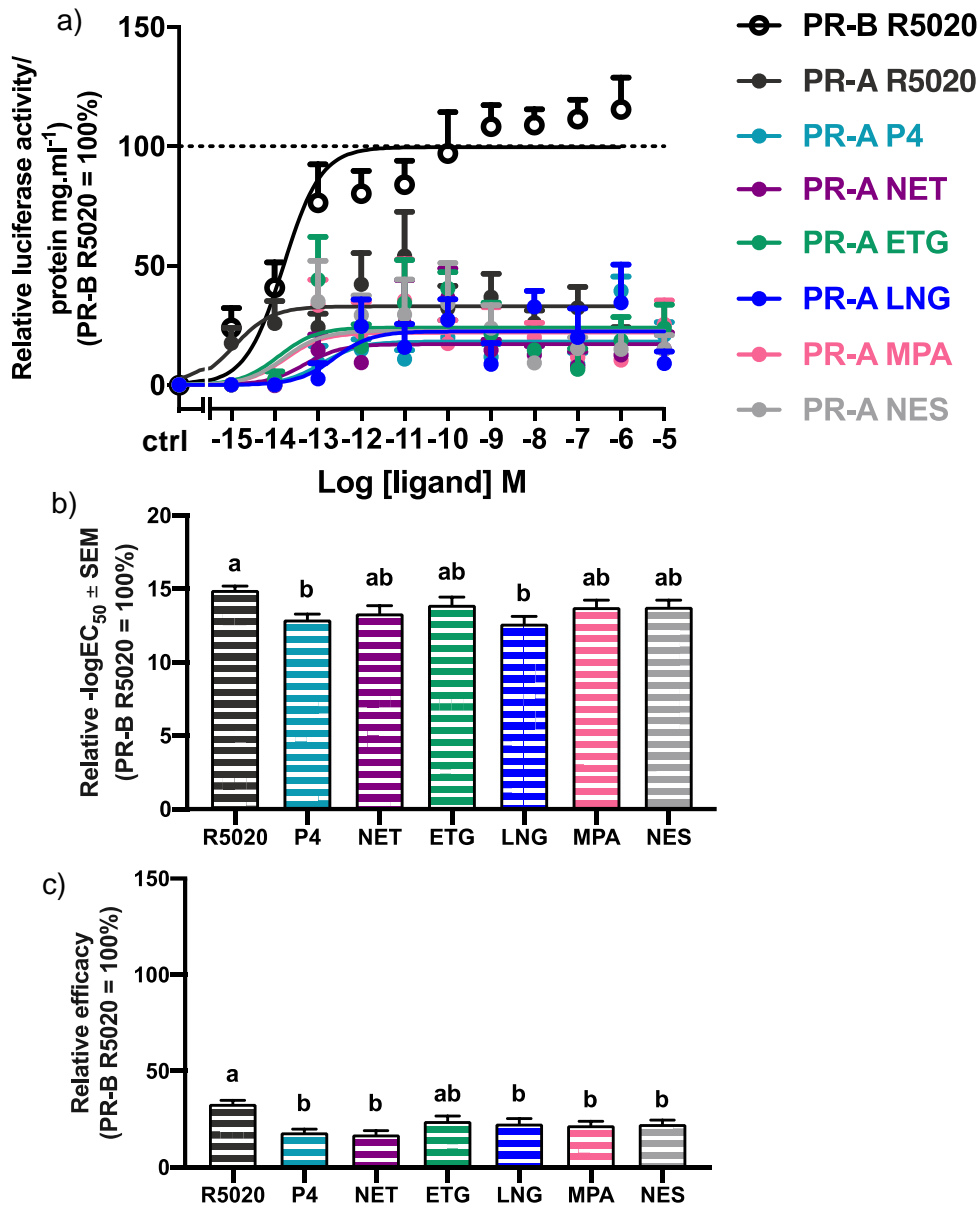 a)
Relative luciferase activity/
protein mg.ml⁻¹
(PR-B R5020 = 100%)
150
100
50
0
ctrl
-15 -14 -13 -12 -11 -10 -9 -8 -7 -6 -5
Log [ligand] M
PR-B R5020
PR-A R5020
PR-A P4
PR-A NET
PR-A ETG
PR-A LNG
PR-A MPA
PR-A NES
b)
Relative -logEC₅₀ ± SEM
(PR-B R5020 = 100%)
20
15
10
5
0
a b ab ab b ab ab
R5020 P4 NET ETG LNG MPA NES
c)
Relative efficacy
(PR-B R5020 = 100%)
150
100
50
0
a b b ab b b b
R5020 P4 NET ETG LNG MPA NES